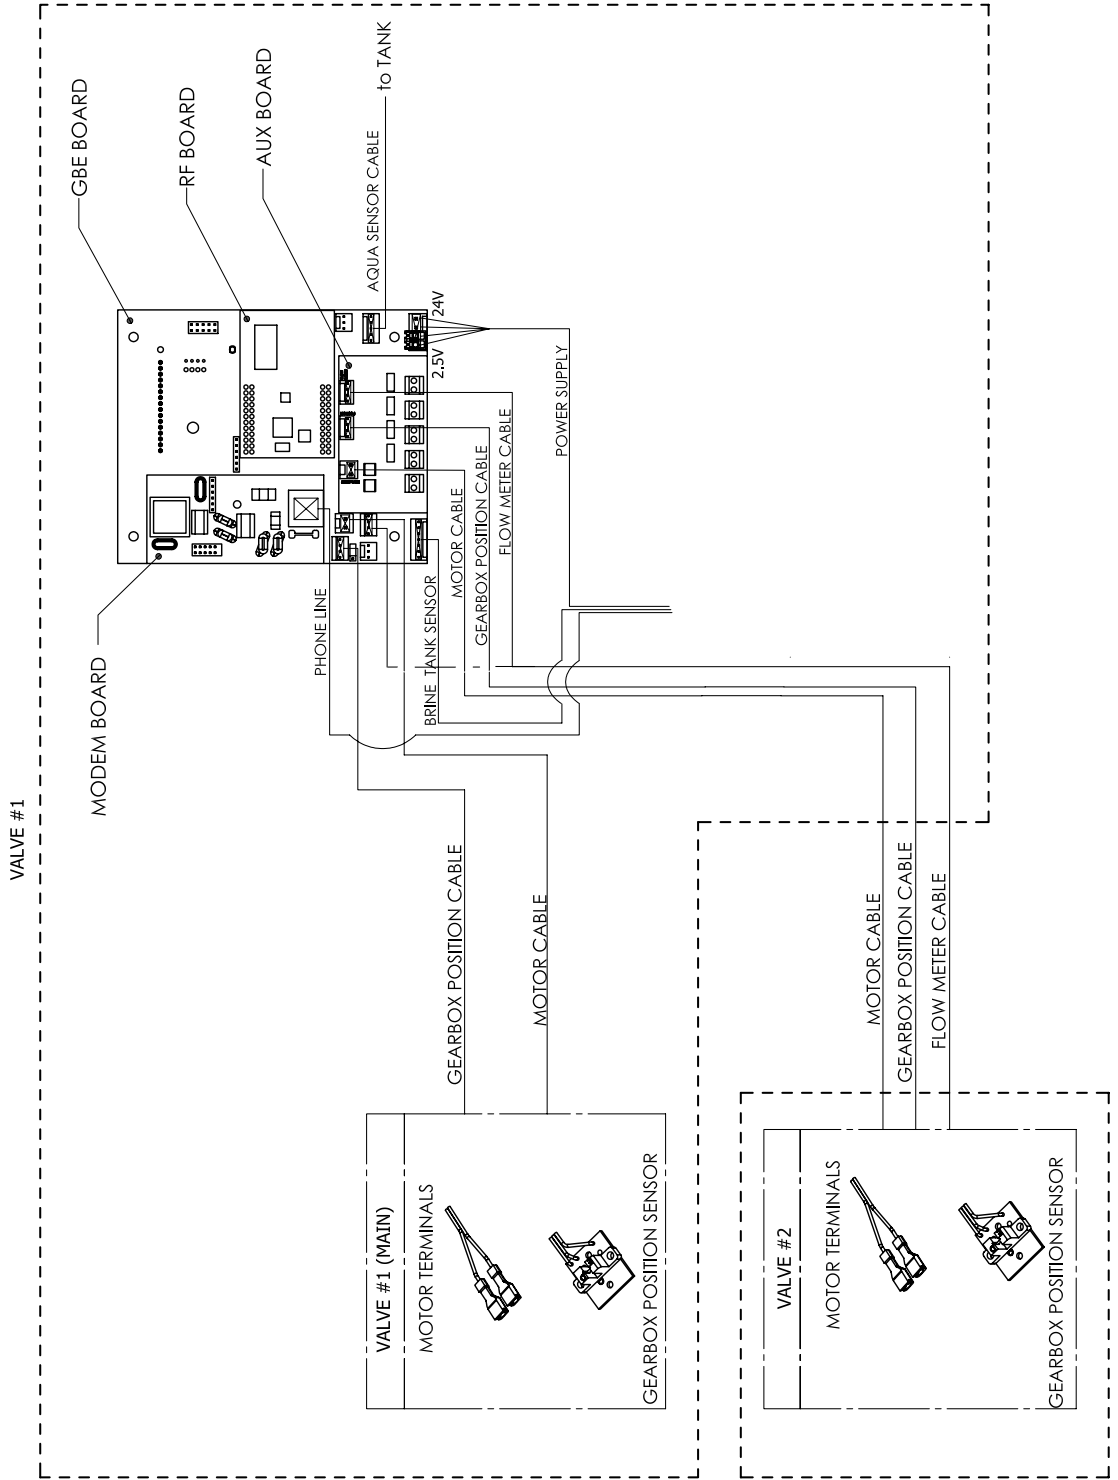 VALVE #1
GBE BOARD
RF BOARD
AUX BOARD
to TANK
AQUA SENSOR CABLE
24V
2.5V
POWER SUPPLY
FLOW METER CABLE
GEARBOX POSITION CABLE
MOTOR CABLE
BRINE TANK SENSOR
PHONE LINE
MODEM BOARD
GEARBOX POSITION CABLE
MOTOR CABLE
MOTOR CABLE
GEARBOX POSITION CABLE
FLOW METER CABLE
VALVE #1 (MAIN)
MOTOR TERMINALS
GEARBOX POSITION SENSOR
VALVE #2
MOTOR TERMINALS
GEARBOX POSITION SENSOR